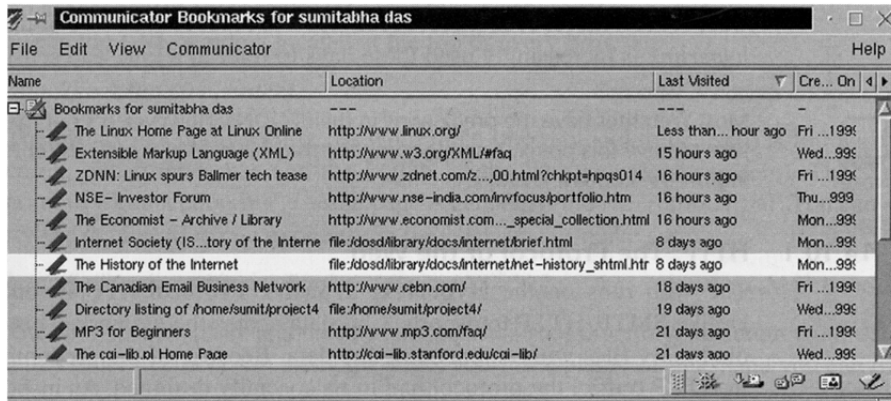 Communicator Bookmarks for sumitabha das
File Edit View Communicator Help
Name Location Last Visited Cre... On
Bookmarks for sumitabha das --- --- -
The Linux Home Page at Linux Online http://www.linux.org/ Less than... hour ago Fri ...1999
Extensible Markup Language (XML) http://www.w3.org/XML/#faq 15 hours ago Wed...999
ZDNN: Linux spurs Ballmer tech tease http://www.zdnet.com/z...,00.html?chkpt=hpqs014 16 hours ago Fri ...1999
NSE- Investor Forum http://www.nse-india.com/invfocus/portfolio.htm 16 hours ago Thu...999
The Economist - Archive / Library http://www.economist.com..._special_collection.html 16 hours ago Mon...999
Internet Society (IS...tory of the Interne file:/dosd/library/docs/internet/brief.html 8 days ago Mon...999
The History of the Internet file:/dosd/library/docs/internet/net-history_shtml.htr 8 days ago Mon...999
The Canadian Email Business Network http://www.cebn.com/ 18 days ago Fri ...1999
Directory listing of /home/sumit/project4 file:/home/sumit/project4/ 19 days ago Wed...999
MP3 for Beginners http://www.mp3.com/faq/ 21 days ago Fri ...1999
The cgi-lib.pl Home Page http://cgi-lib.stanford.edu/cgi-lib/ 21 days ago Wed...999